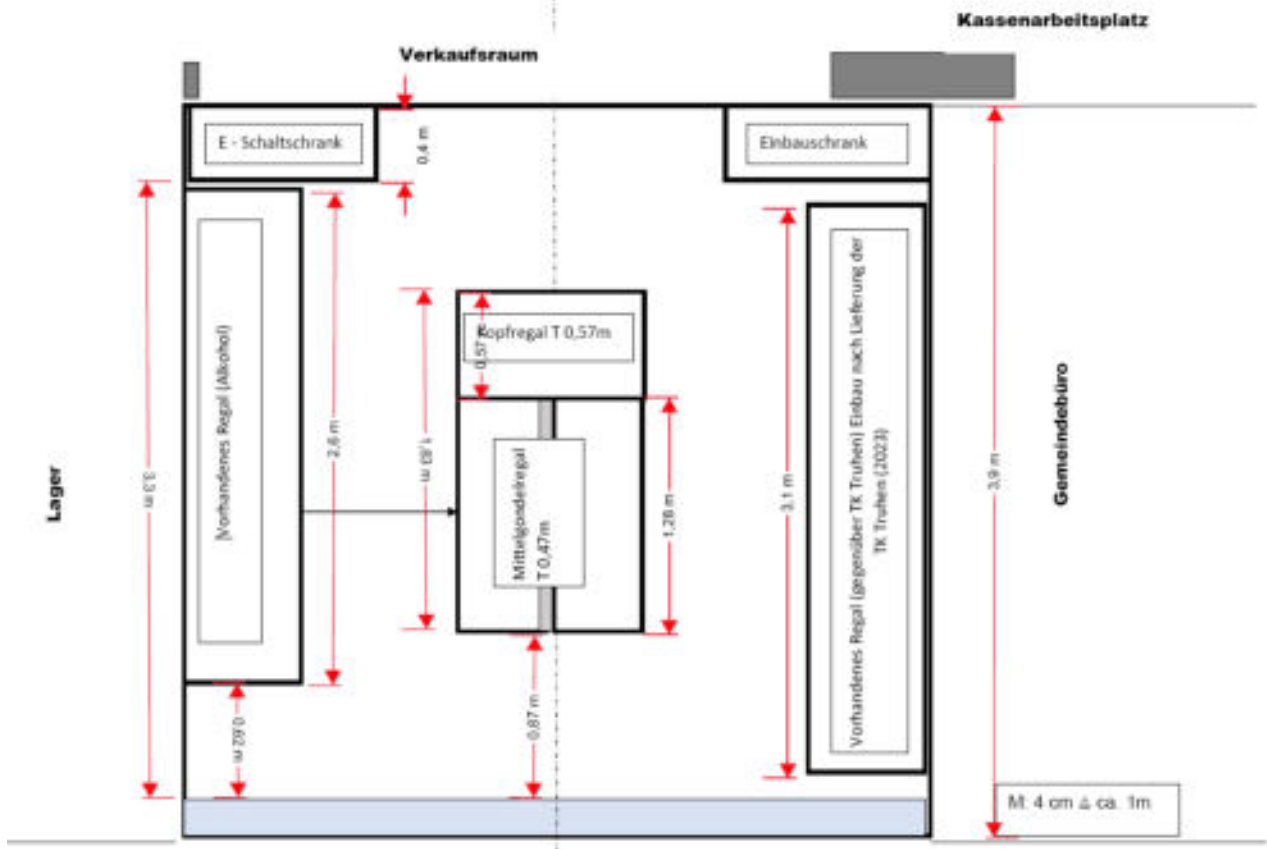 Kassenarbeitsplatz
Verkaufsraum
E - Schaltschrank
0,4 m
Einbauschrank
Kopfregal T 0,57m
0,57 m
Vorhandenes Regal (Alkohol)
2,6 m
1,83 m
Mittelgondelregal
T 0,47m
1,26 m
3,1 m
Vorhandenes Regal (gegenüber TK Truhen) Einbau nach Lieferung der
TK Truhen (2023)
3,9 m
Gemeindebüro
Lager
3,3 m
0,62 m
0,87 m
M: 4 cm ≙ ca. 1m